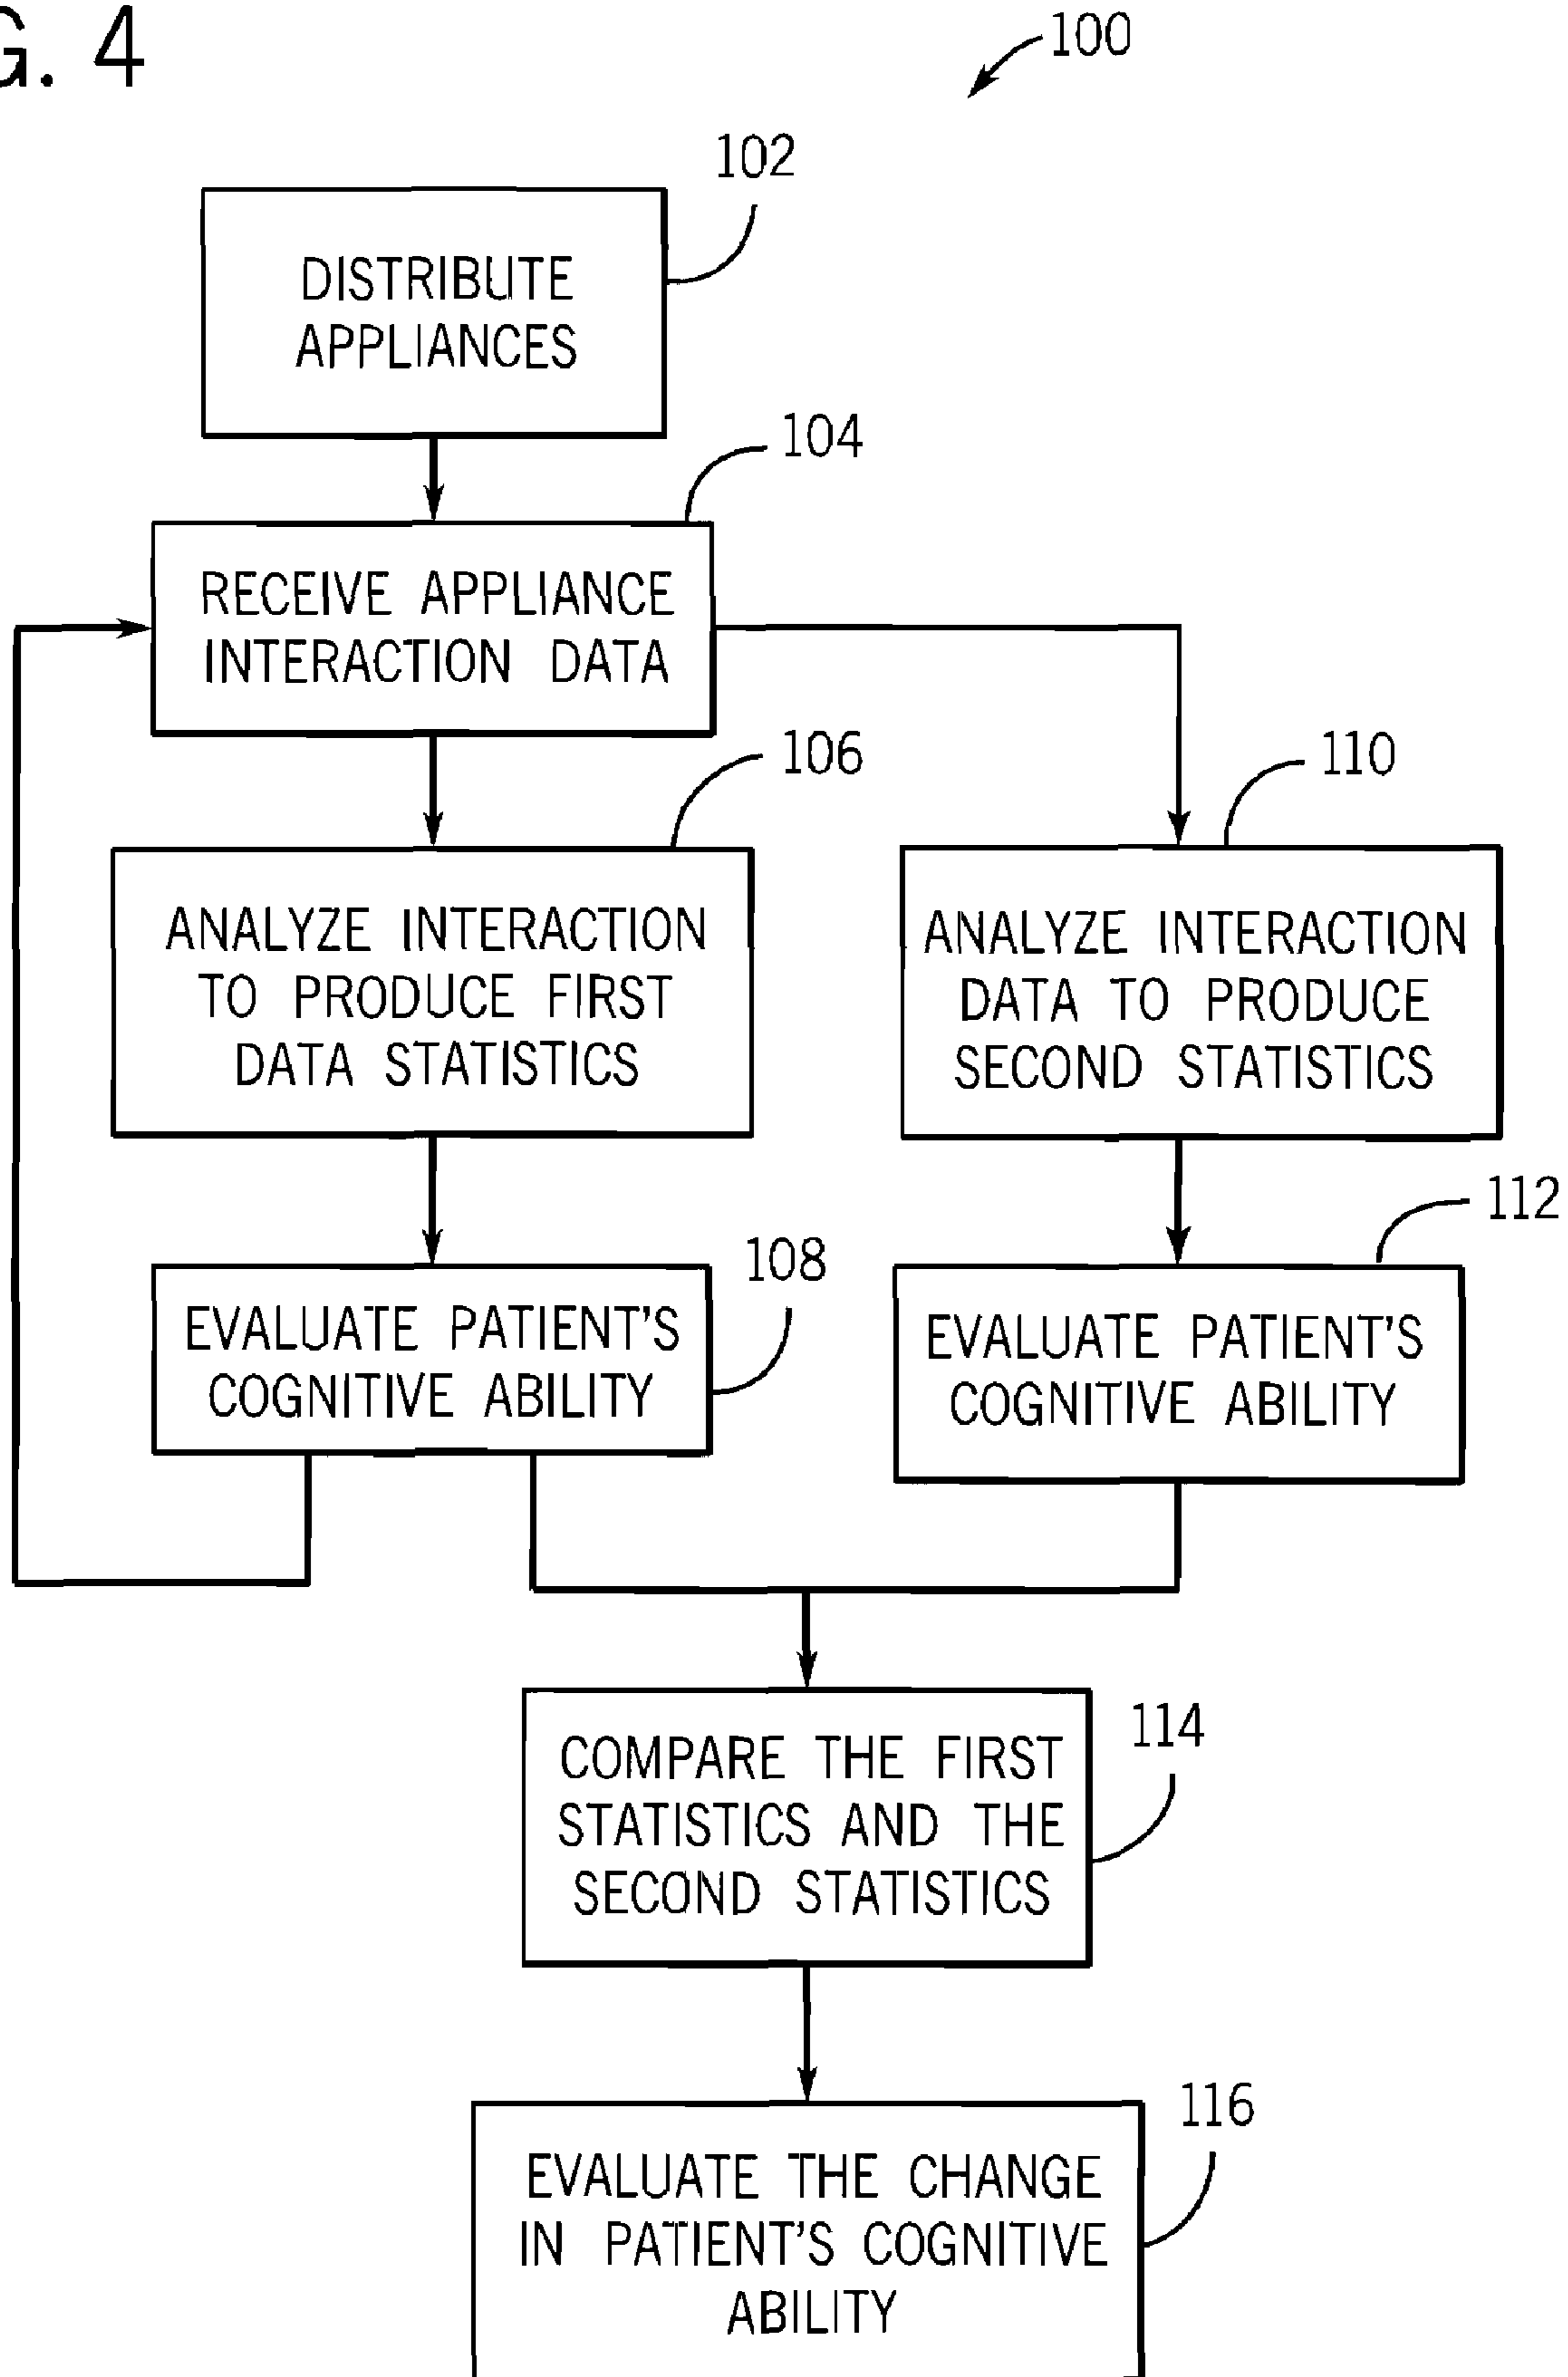 G. 4
100
102
DISTRIBUTE
APPLIANCES
104
RECEIVE APPLIANCE
INTERACTION DATA
106
110
ANALYZE INTERACTION
TO PRODUCE FIRST
DATA STATISTICS
ANALYZE INTERACTION
DATA TO PRODUCE
SECOND STATISTICS
112
108
EVALUATE PATIENT'S
COGNITIVE ABILITY
EVALUATE PATIENT'S
COGNITIVE ABILITY
114
COMPARE THE FIRST
STATISTICS AND THE
SECOND STATISTICS
116
EVALUATE THE CHANGE
IN PATIENT'S COGNITIVE
ABILITY